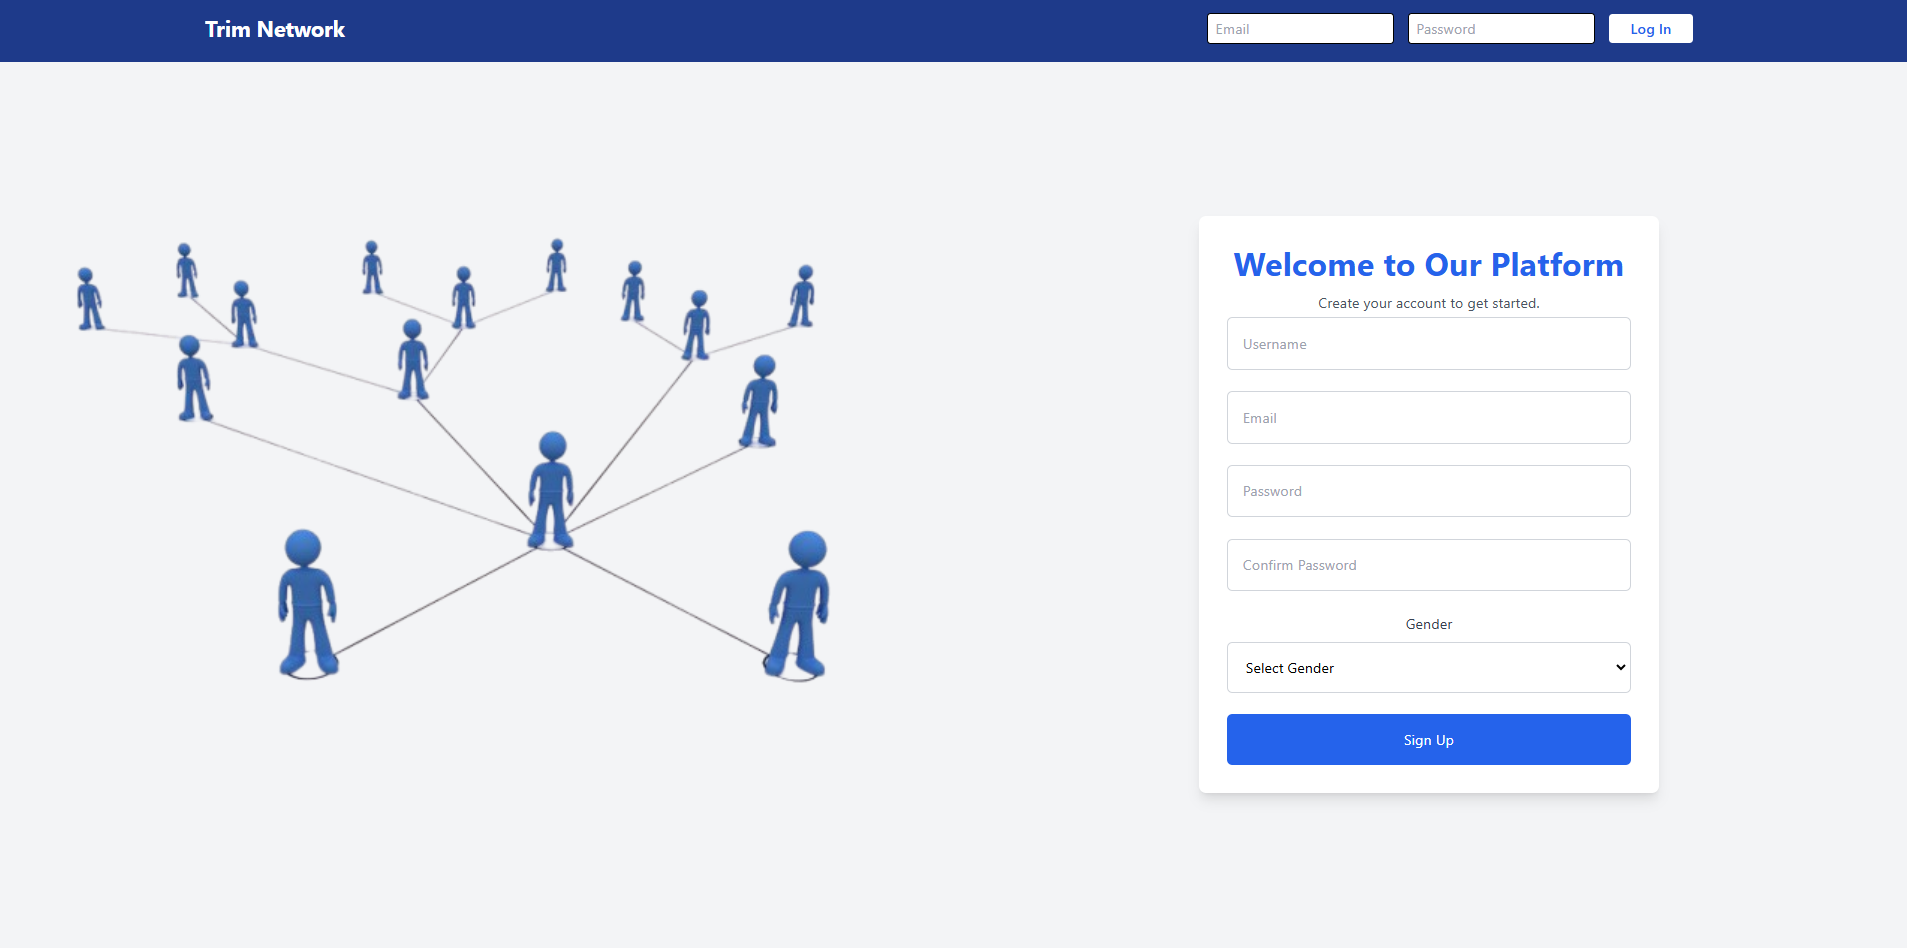 Trim Network
Email
Password
Log In
Welcome to Our Platform
Create your account to get started.
Username
Email
Password
Confirm Password
Gender
Select Gender
Sign Up